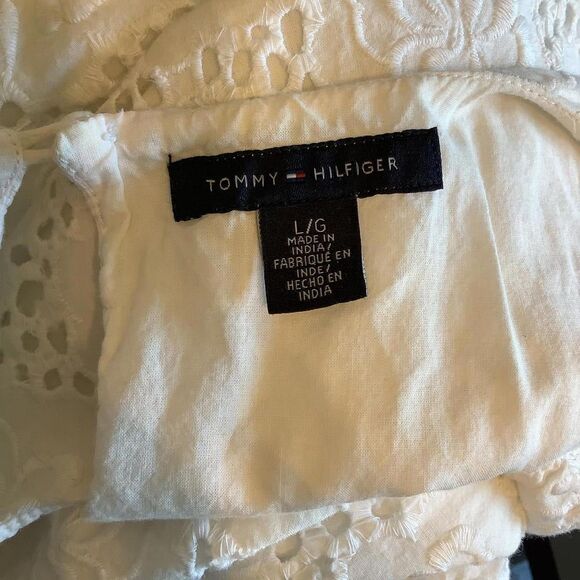 TOMMY HILFIGER
L/G
MADE IN
INDIA/
FABRIQUÉ EN
INDE/
HECHO EN
INDIA